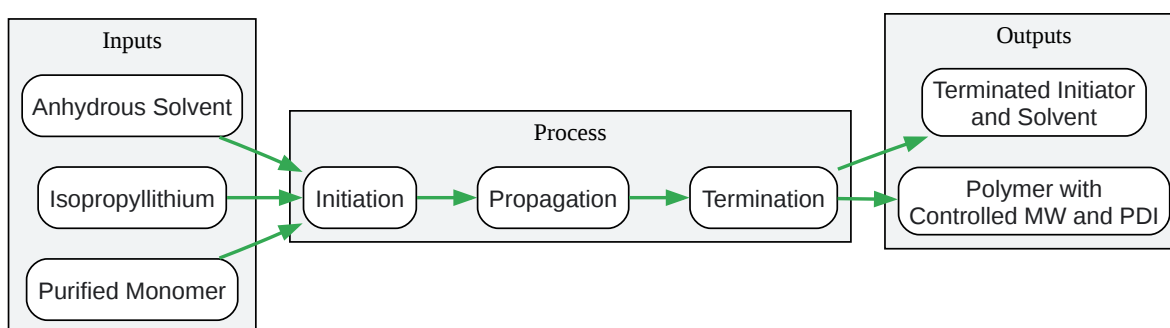 Inputs
Anhydrous Solvent
Isopropyllithium
Purified Monomer
Process
Initiation
Propagation
Termination
Outputs
Terminated Initiator
and Solvent
Polymer with
Controlled MW and PDI